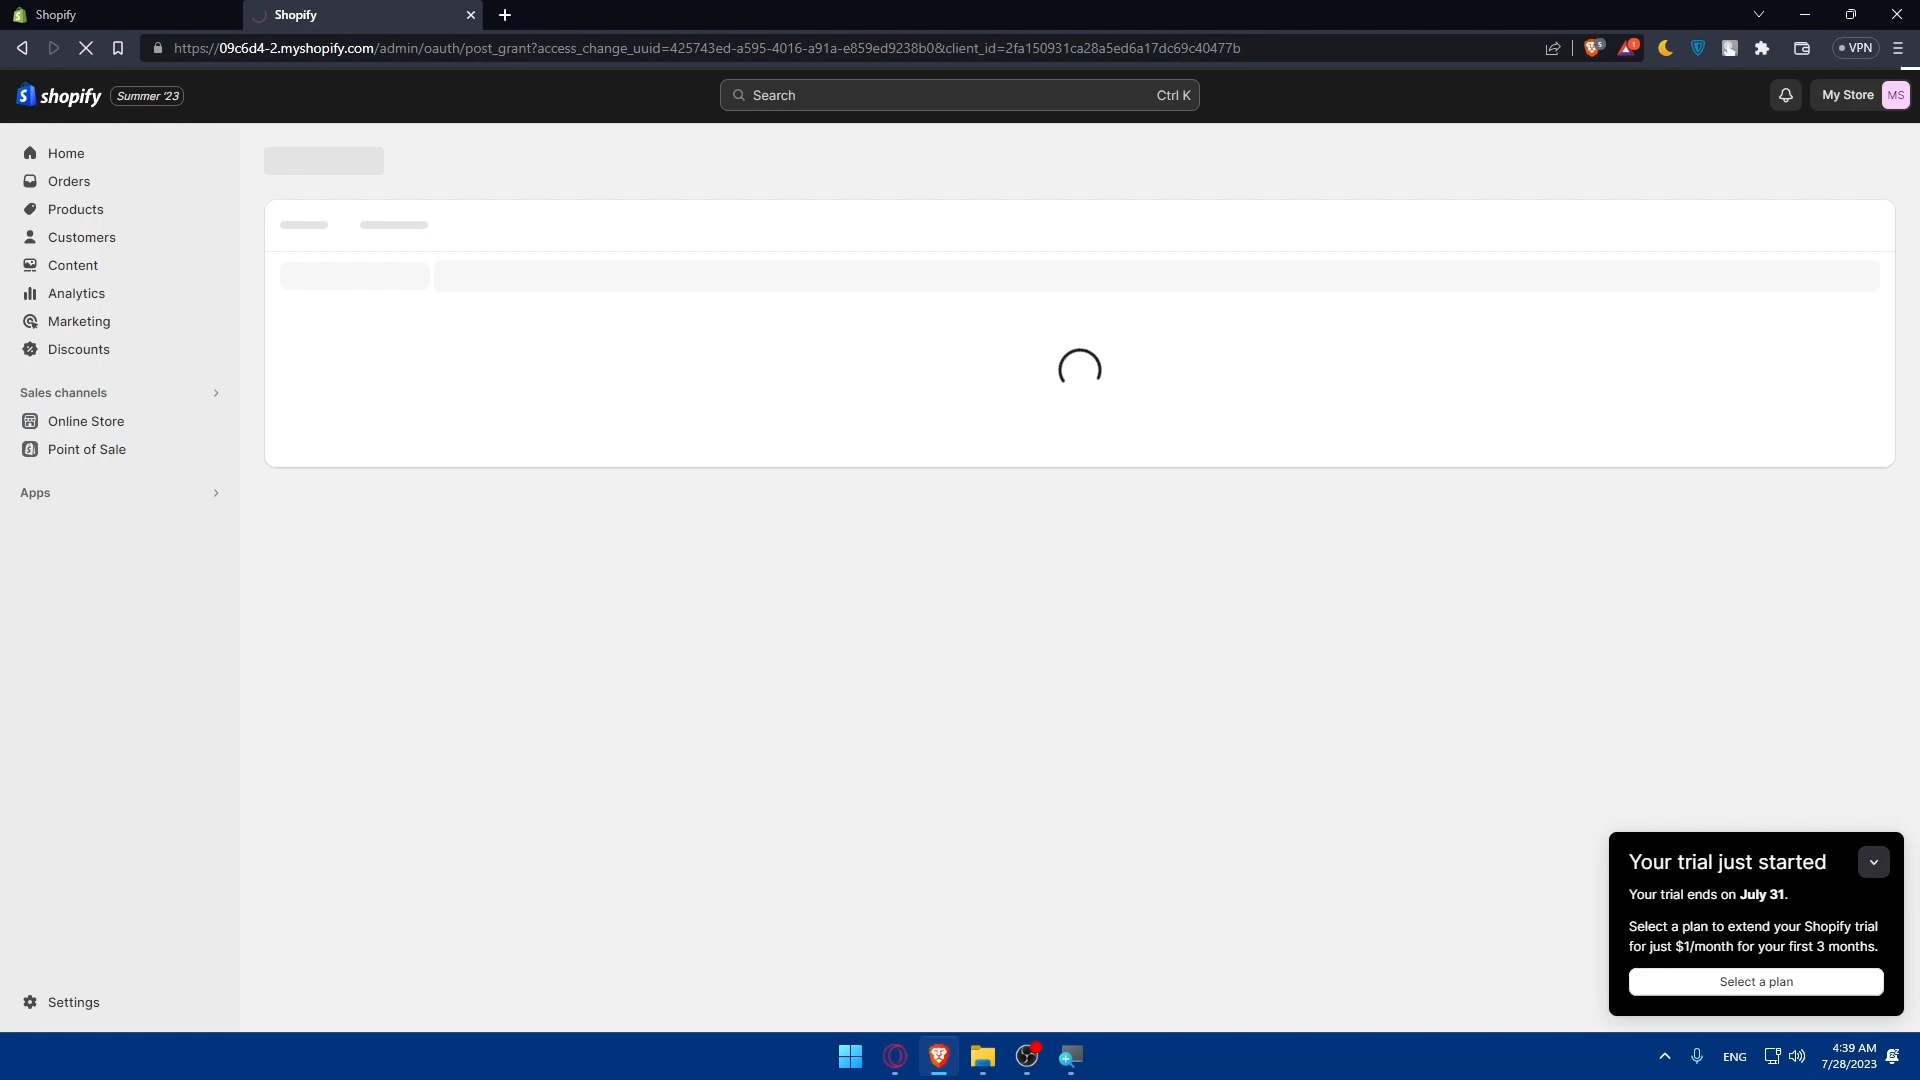 Shopify
Shopify
https://09c6d4-2.myshopify.com/admin/oauth/post_grant?access_change_uuid=425743ed-a595-4016-a91a-e859ed9238b0&client_id=2fa150931ca28a5ed6a17dc69c40477b
5
1
VPN
shopify
Summer '23
Search
Ctrl K
My Store
MS
Home
Orders
Products
Customers
Content
Analytics
Marketing
Discounts
Sales channels
Online Store
Point of Sale
Apps
Settings
Your trial just started
Your trial ends on July 31.
Select a plan to extend your Shopify trial
for just $1/month for your first 3 months.
Select a plan
ENG
4:39 AM
7/28/2023